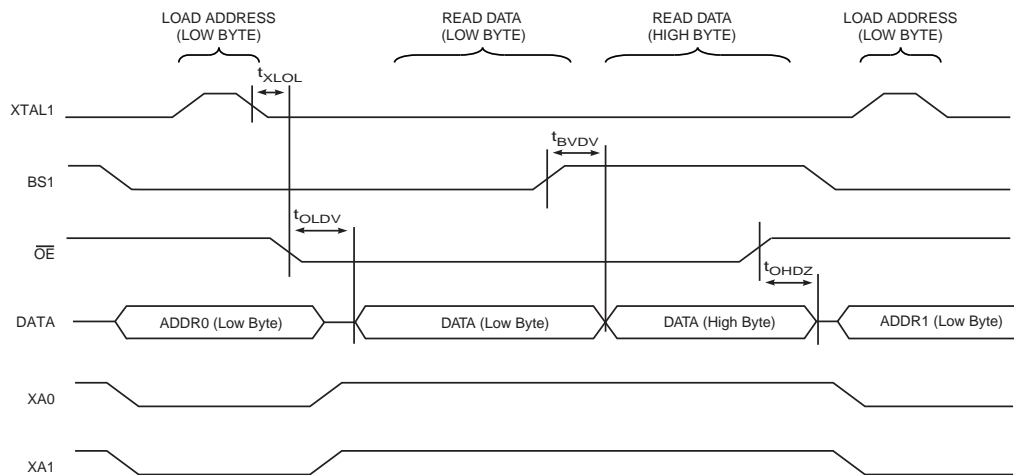 LOAD ADDRESS
(LOW BYTE)
READ DATA
(LOW BYTE)
READ DATA
(HIGH BYTE)
LOAD ADDRESS
(LOW BYTE)
tXLOL
XTAL1
tBVDV
BS1
tOLDV
OE
tOHDZ
DATA
ADDR0 (Low Byte)
DATA (Low Byte)
DATA (High Byte)
ADDR1 (Low Byte)
XA0
XA1